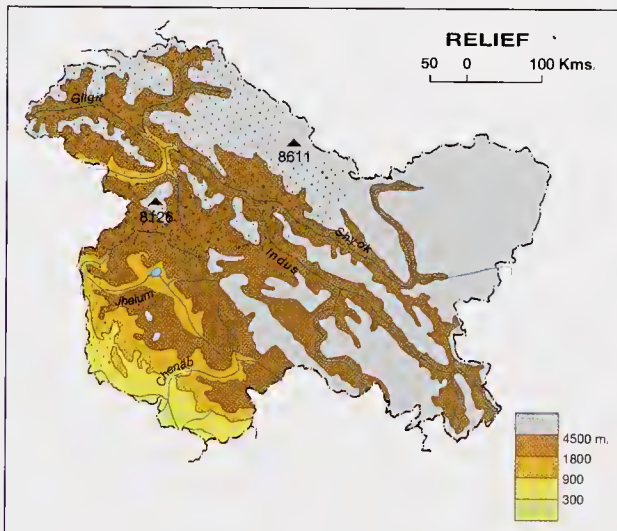 RELIEF
50 0 100 Kms.
Gilgit
8611
8126
Shyok
Indus
Jhelum
Chenab
4500 m.
1800
900
300